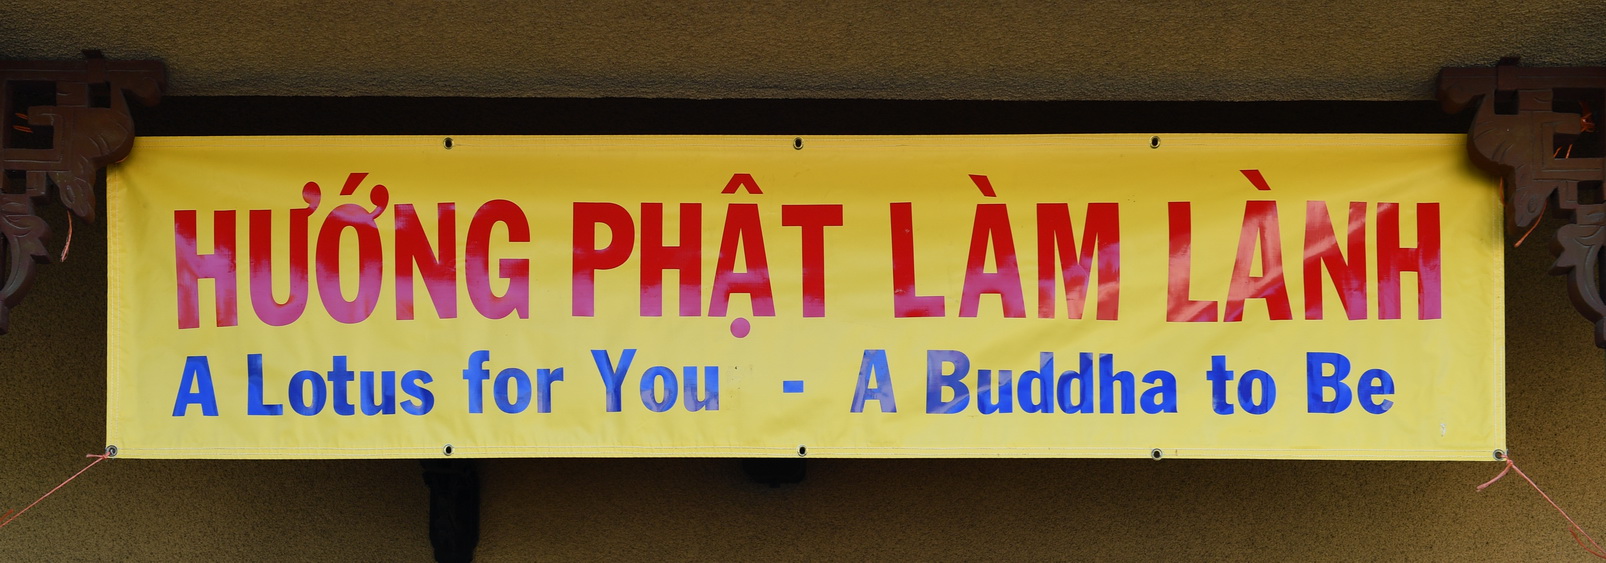 HƯỚNG PHẬT LÀM LÀNH
A Lotus for You - A Buddha to Be